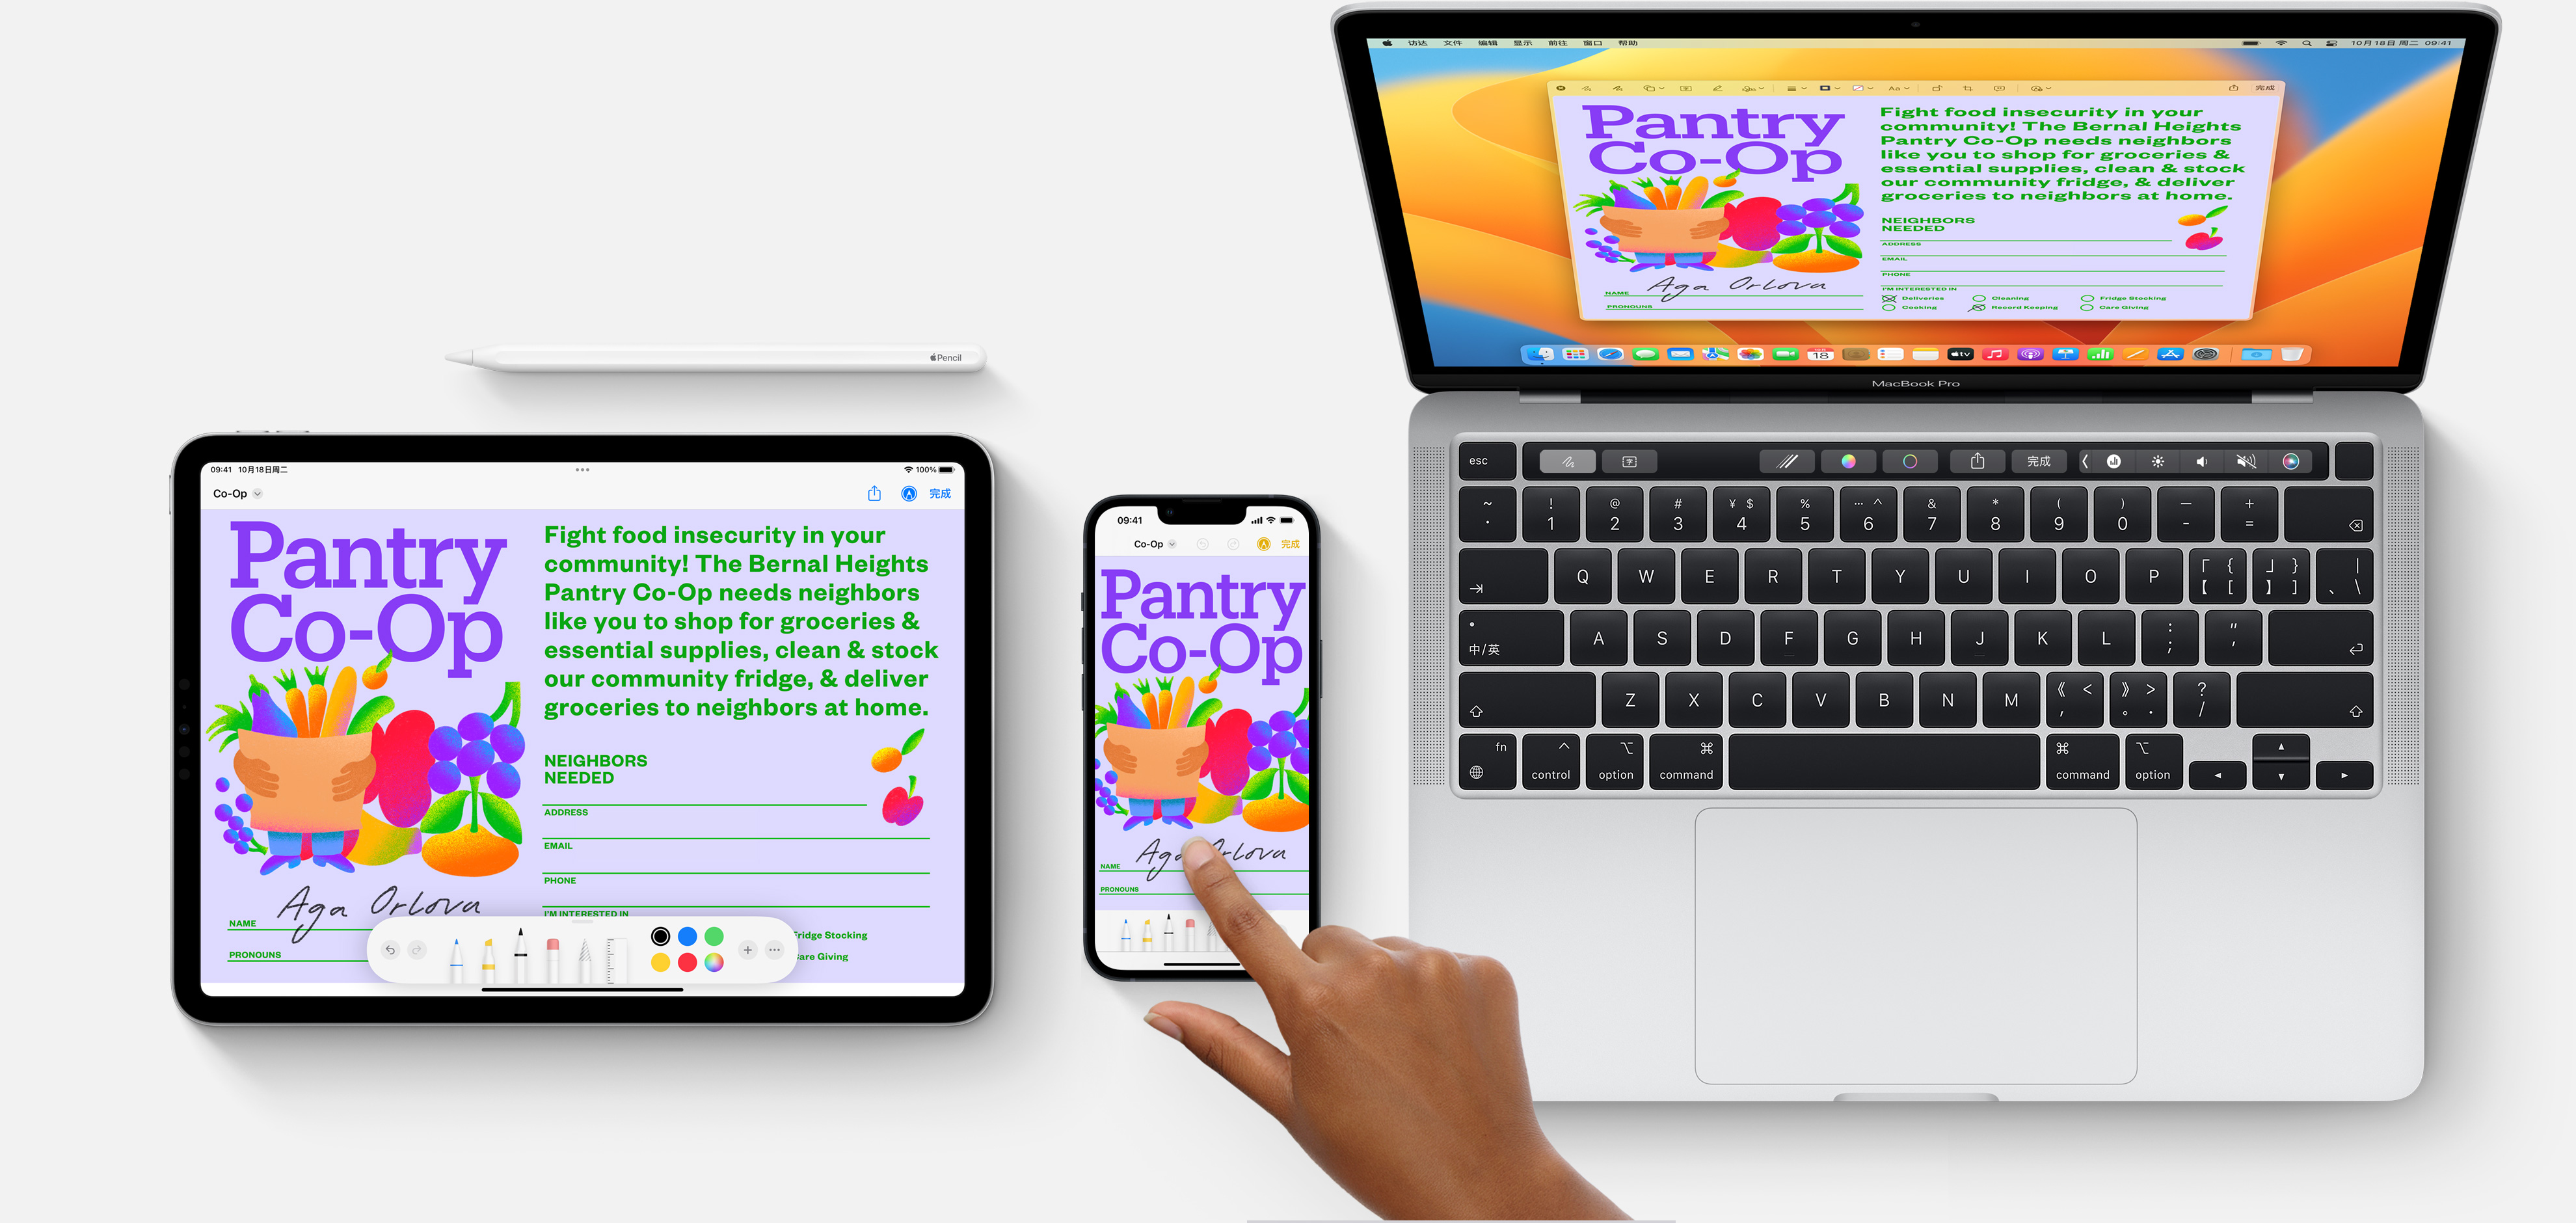 Pencil
09:41 10月18日周二
100%
Co-Op
完成
Pantry
Co-Op
Fight food insecurity in your
community! The Bernal Heights
Pantry Co-Op needs neighbors
like you to shop for groceries &
essential supplies, clean & stock
our community fridge, & deliver
groceries to neighbors at home.
NEIGHBORS
NEEDED
ADDRESS
EMAIL
PHONE
I'M INTERESTED IN
Fridge Stocking
Care Giving
Aga Orlova
NAME
PRONOUNS
09:41
Co-Op
完成
Pantry
Co-Op
Aga Orlova
NAME
PRONOUNS
访达 文件 编辑 显示 前往 窗口 帮助
10月18日 周二 09:41
Aa
完成
Pantry
Co-Op
Fight food insecurity in your
community! The Bernal Heights
Pantry Co-Op needs neighbors
like you to shop for groceries &
essential supplies, clean & stock
our community fridge, & deliver
groceries to neighbors at home.
NEIGHBORS
NEEDED
ADDRESS
EMAIL
PHONE
I'M INTERESTED IN
Deliveries Cleaning Fridge Stocking
Cooking Record Keeping Care Giving
Aga Orlova
NAME
PRONOUNS
18
tv
MacBook Pro
esc
字
完成
~ ! @ # ¥ $ % … ^ & * ( ) — +
· 1 2 3 4 5 6 7 8 9 0 - =
Q W E R T Y U I O P 「 { 」 } |
【 [ 】 ] 、 \
中/英 A S D F G H J K L : ; " '
Z X C V B N M 《 < 》 > ?
, 。 . /
fn ^ ⌥ ⌘ ⌘ ⌥
control option command command option